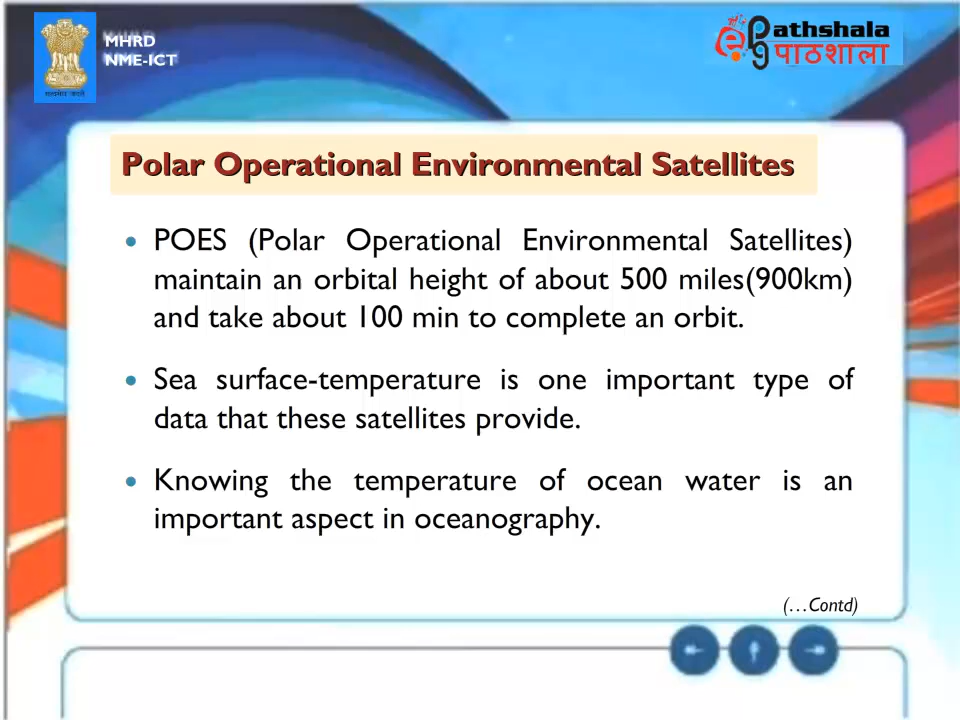 MHRD
NME-ICT
ePathshala
पाठशाला
Polar Operational Environmental Satellites
• POES (Polar Operational Environmental Satellites)
maintain an orbital height of about 500 miles(900km)
and take about 100 min to complete an orbit.
• Sea surface-temperature is one important type of
data that these satellites provide.
• Knowing the temperature of ocean water is an
important aspect in oceanography.
(…Contd)